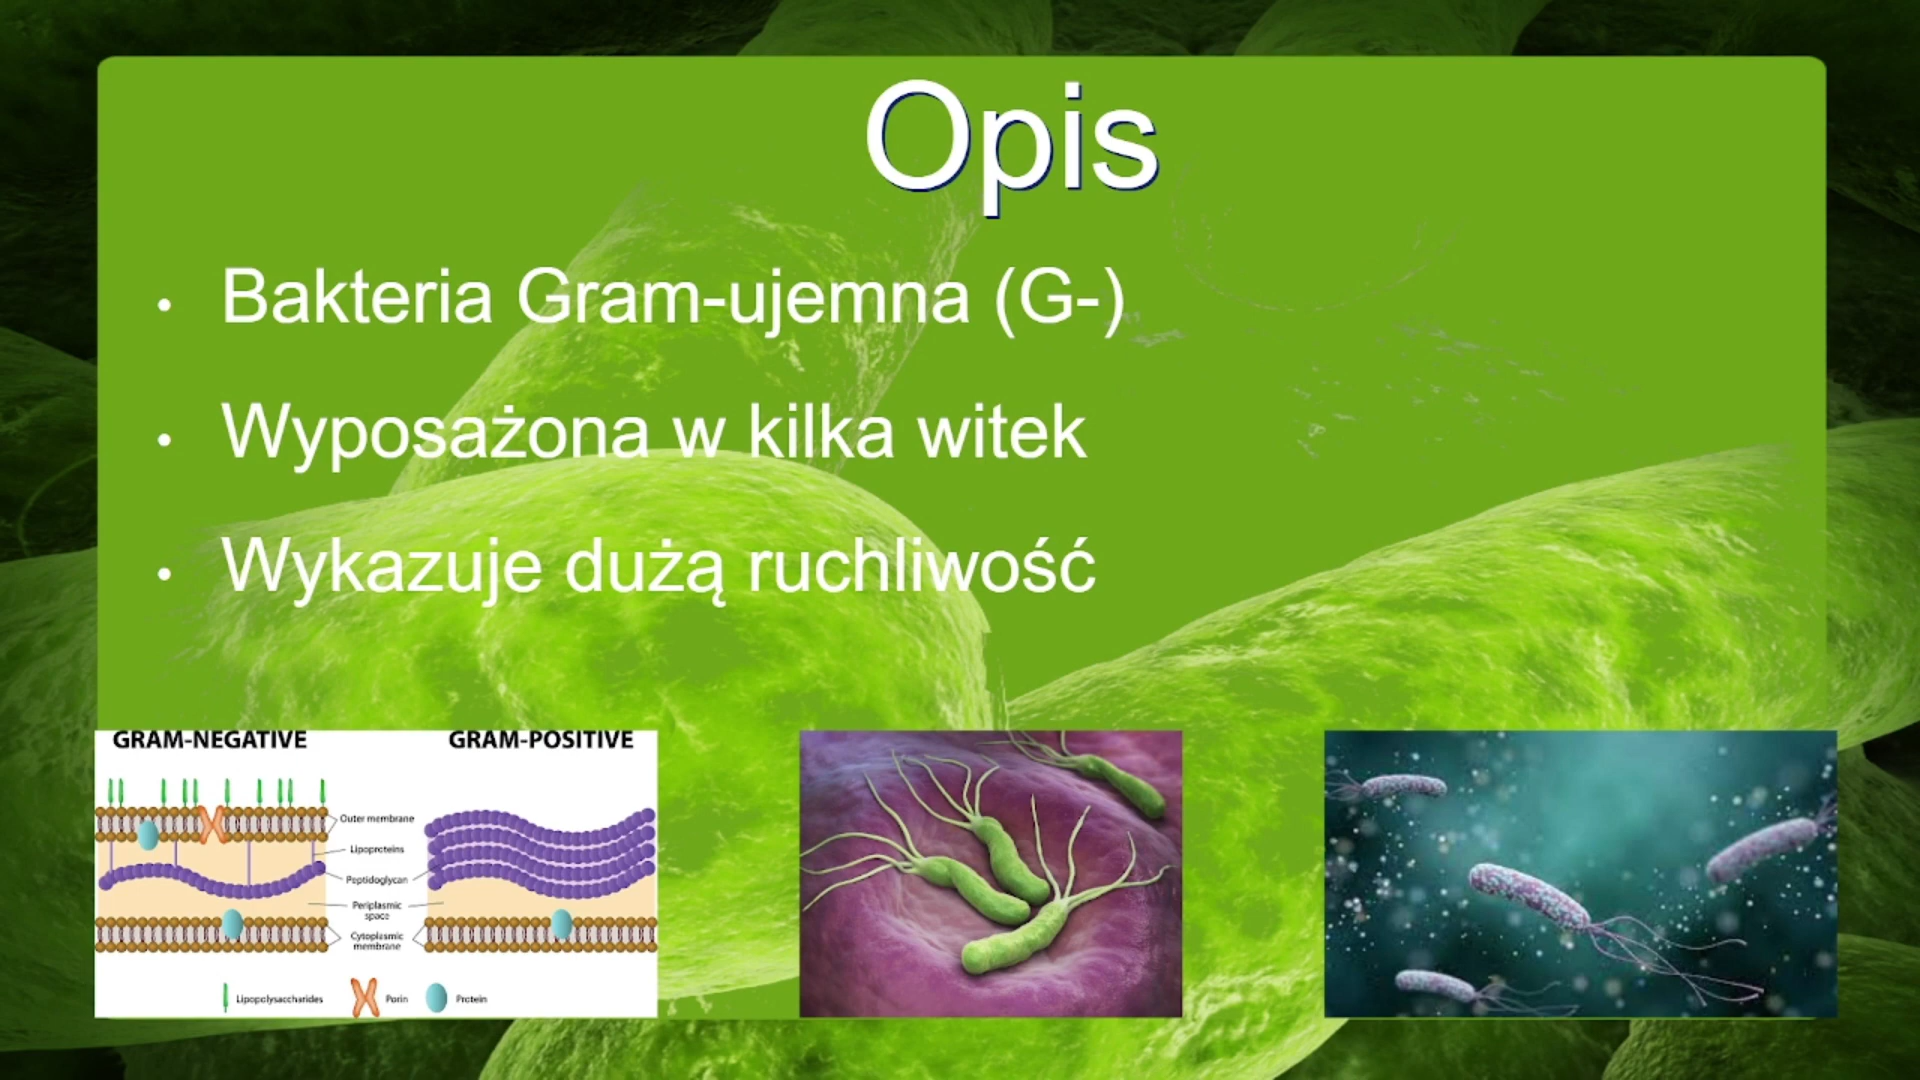 Opis
• Bakteria Gram-ujemna (G-)
• Wyposażona w kilka witek
• Wykazuje dużą ruchliwość
GRAM-NEGATIVE
GRAM-POSITIVE
Outer membrane
Lipoproteins
Peptidoglycan
Periplasmic
space
Cytoplasmic
membrane
Lipopolysaccharides
Porin
Protein